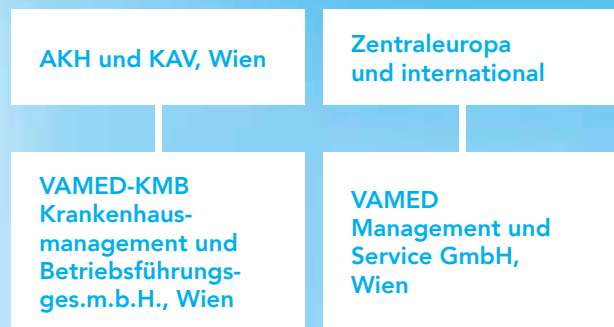 AKH und KAV, Wien
Zentraleuropa
und international
VAMED-KMB
Krankenhaus-
management und
Betriebsführungs-
ges.m.b.H., Wien
VAMED
Management und
Service GmbH,
Wien